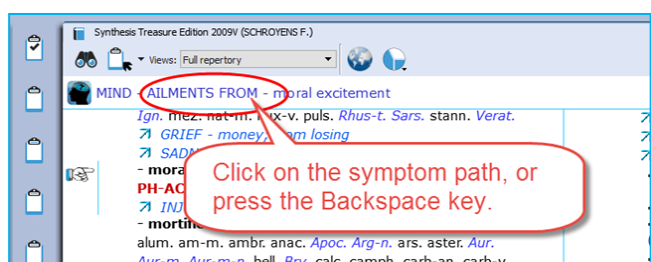 Synthesis Treasure Edition 2009V (SCHROYENS F.)
Views: Full repertory
MIND - AILMENTS FROM - moral excitement
Ign. mez. nat-m. nux-v. puls. Rhus-t. Sars. stann. Verat.
GRIEF - money, from losing
SADN
- mora
PH-AC
INJ
- mortifi
alum. am-m. ambr. anac. Apoc. Arg-n. ars. aster. Aur.
Aur-m. Aur-m-n. bell. Bry. calc. camph. carb-an. carb-v.
Click on the symptom path, or
press the Backspace key.